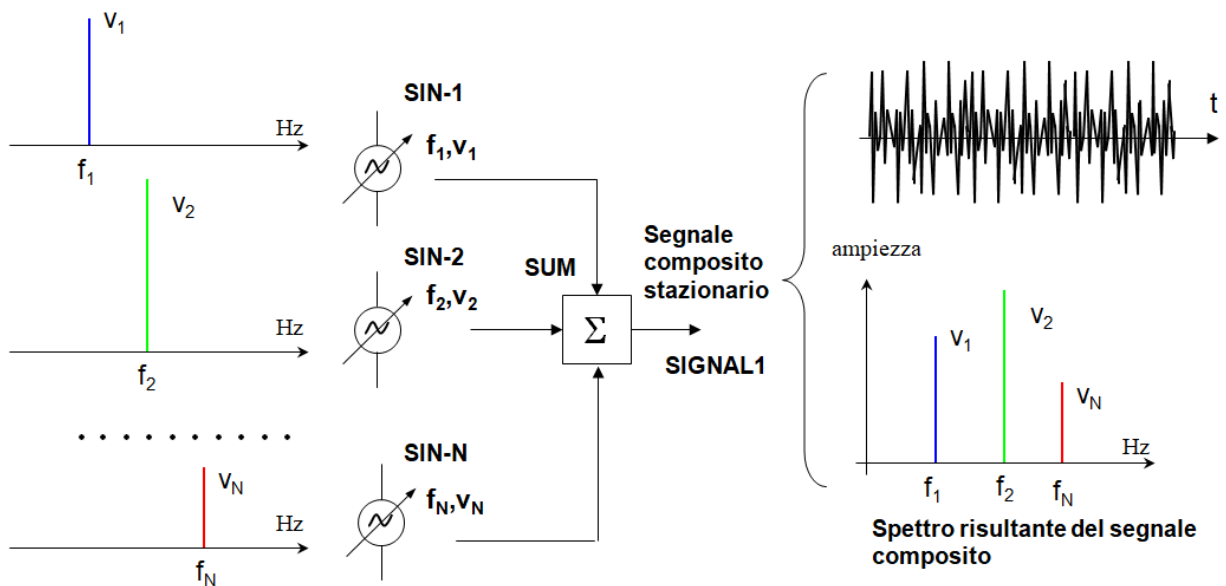 v1
Hz
f1
v2
Hz
f2
vN
Hz
fN
SIN-1
f1,v1
SIN-2
f2,v2
SIN-N
fN,vN
SUM
Σ
Segnale
composito
stazionario
SIGNAL1
t
ampiezza
v1
v2
vN
Hz
f1 f2 fN
Spettro risultante del segnale
composito